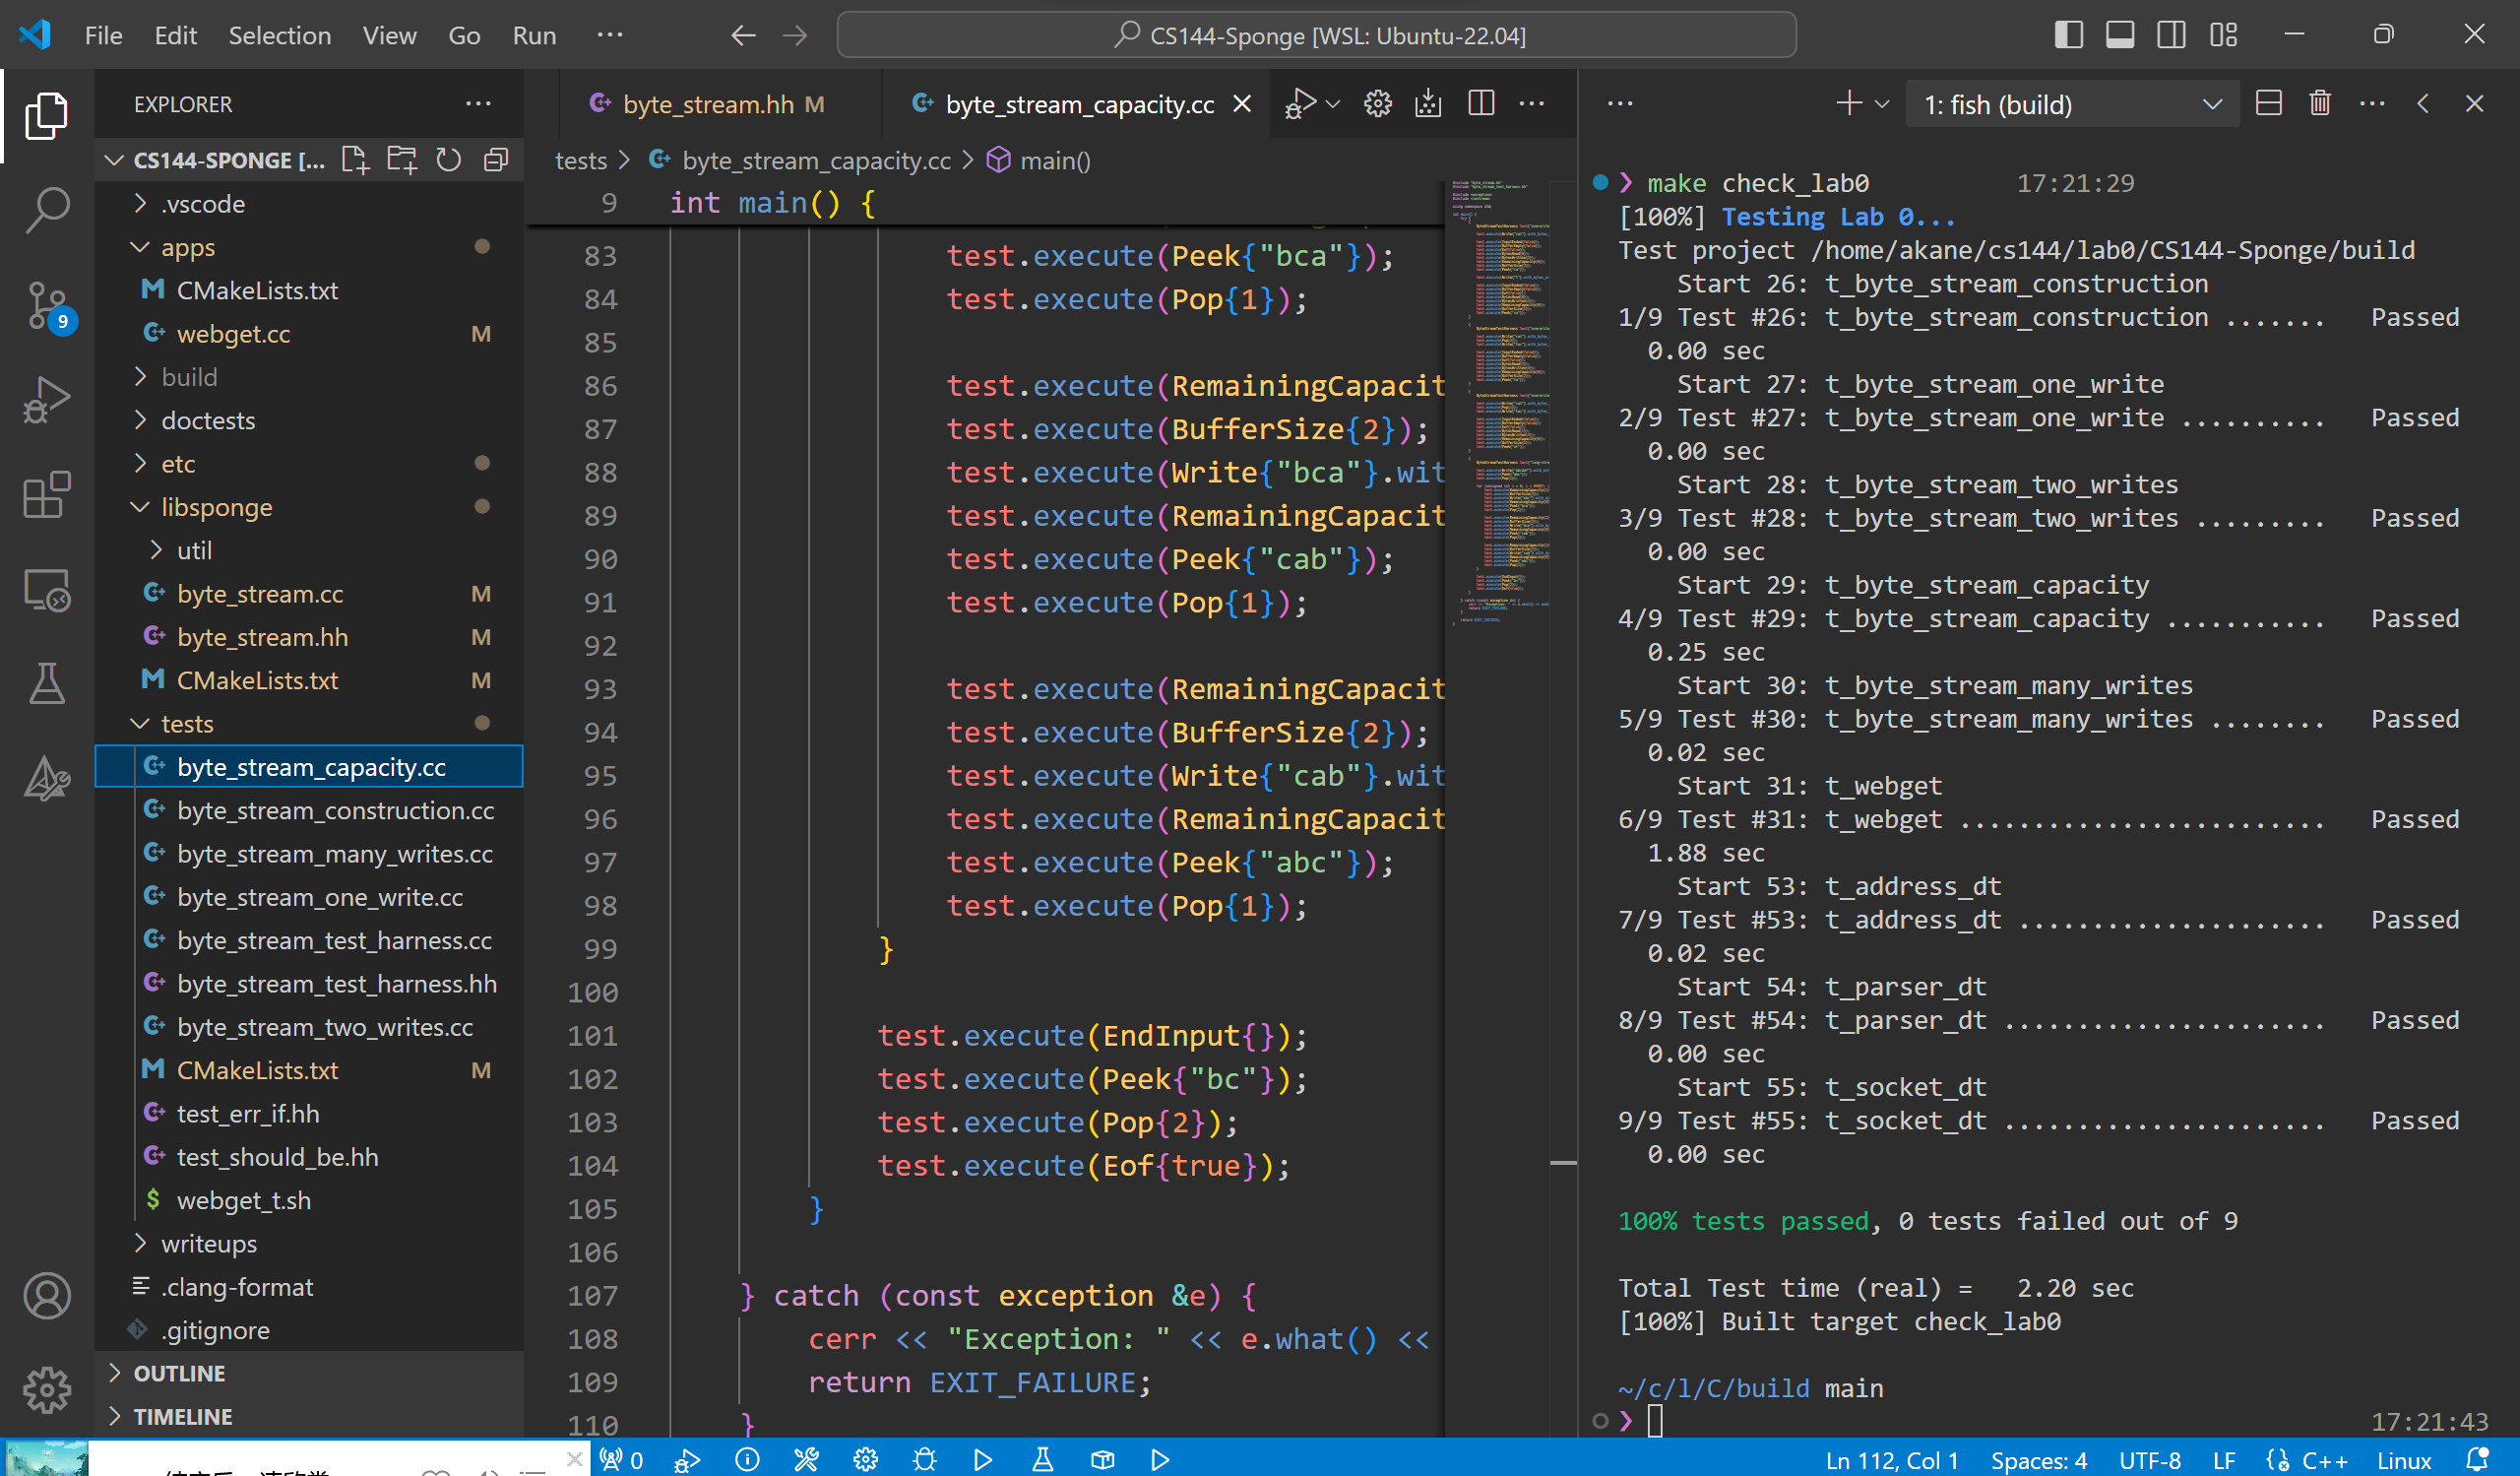 File Edit Selection View Go Run ··· CS144-Sponge [WSL: Ubuntu-22.04]
EXPLORER
CS144-SPONGE [...
.vscode
apps
CMakeLists.txt
webget.cc M
build
doctests
etc
libsponge
util
byte_stream.cc M
byte_stream.hh M
CMakeLists.txt M
tests
byte_stream_capacity.cc
byte_stream_construction.cc
byte_stream_many_writes.cc
byte_stream_one_write.cc
byte_stream_test_harness.cc
byte_stream_test_harness.hh
byte_stream_two_writes.cc
CMakeLists.txt M
test_err_if.hh
test_should_be.hh
webget_t.sh
writeups
.clang-format
.gitignore
OUTLINE
TIMELINE
9
byte_stream.hh M byte_stream_capacity.cc
tests > byte_stream_capacity.cc > main()
9 int main() {
83 test.execute(Peek{"bca"});
84 test.execute(Pop{1});
85
86 test.execute(RemainingCapacit
87 test.execute(BufferSize{2});
88 test.execute(Write{"bca"}.wit
89 test.execute(RemainingCapacit
90 test.execute(Peek{"cab"});
91 test.execute(Pop{1});
92
93 test.execute(RemainingCapacit
94 test.execute(BufferSize{2});
95 test.execute(Write{"cab"}.wit
96 test.execute(RemainingCapacit
97 test.execute(Peek{"abc"});
98 test.execute(Pop{1});
99 }
100
101 test.execute(EndInput{});
102 test.execute(Peek{"bc"});
103 test.execute(Pop{2});
104 test.execute(Eof{true});
105 }
106
107 } catch (const exception &e) {
108 cerr << "Exception: " << e.what() <<
109 return EXIT_FAILURE;
110 }
1: fish (build)
❯ make check_lab0 17:21:29
[100%] Testing Lab 0...
Test project /home/akane/cs144/lab0/CS144-Sponge/build
Start 26: t_byte_stream_construction
1/9 Test #26: t_byte_stream_construction ....... Passed
0.00 sec
Start 27: t_byte_stream_one_write
2/9 Test #27: t_byte_stream_one_write .......... Passed
0.00 sec
Start 28: t_byte_stream_two_writes
3/9 Test #28: t_byte_stream_two_writes ......... Passed
0.00 sec
Start 29: t_byte_stream_capacity
4/9 Test #29: t_byte_stream_capacity ........... Passed
0.25 sec
Start 30: t_byte_stream_many_writes
5/9 Test #30: t_byte_stream_many_writes ........ Passed
0.02 sec
Start 31: t_webget
6/9 Test #31: t_webget ......................... Passed
1.88 sec
Start 53: t_address_dt
7/9 Test #53: t_address_dt ..................... Passed
0.02 sec
Start 54: t_parser_dt
8/9 Test #54: t_parser_dt ...................... Passed
0.00 sec
Start 55: t_socket_dt
9/9 Test #55: t_socket_dt ...................... Passed
0.00 sec
100% tests passed, 0 tests failed out of 9
Total Test time (real) = 2.20 sec
[100%] Built target check_lab0
~/c/l/C/build main
❯ 17:21:43
0 Ln 112, Col 1 Spaces: 4 UTF-8 LF C++ Linux